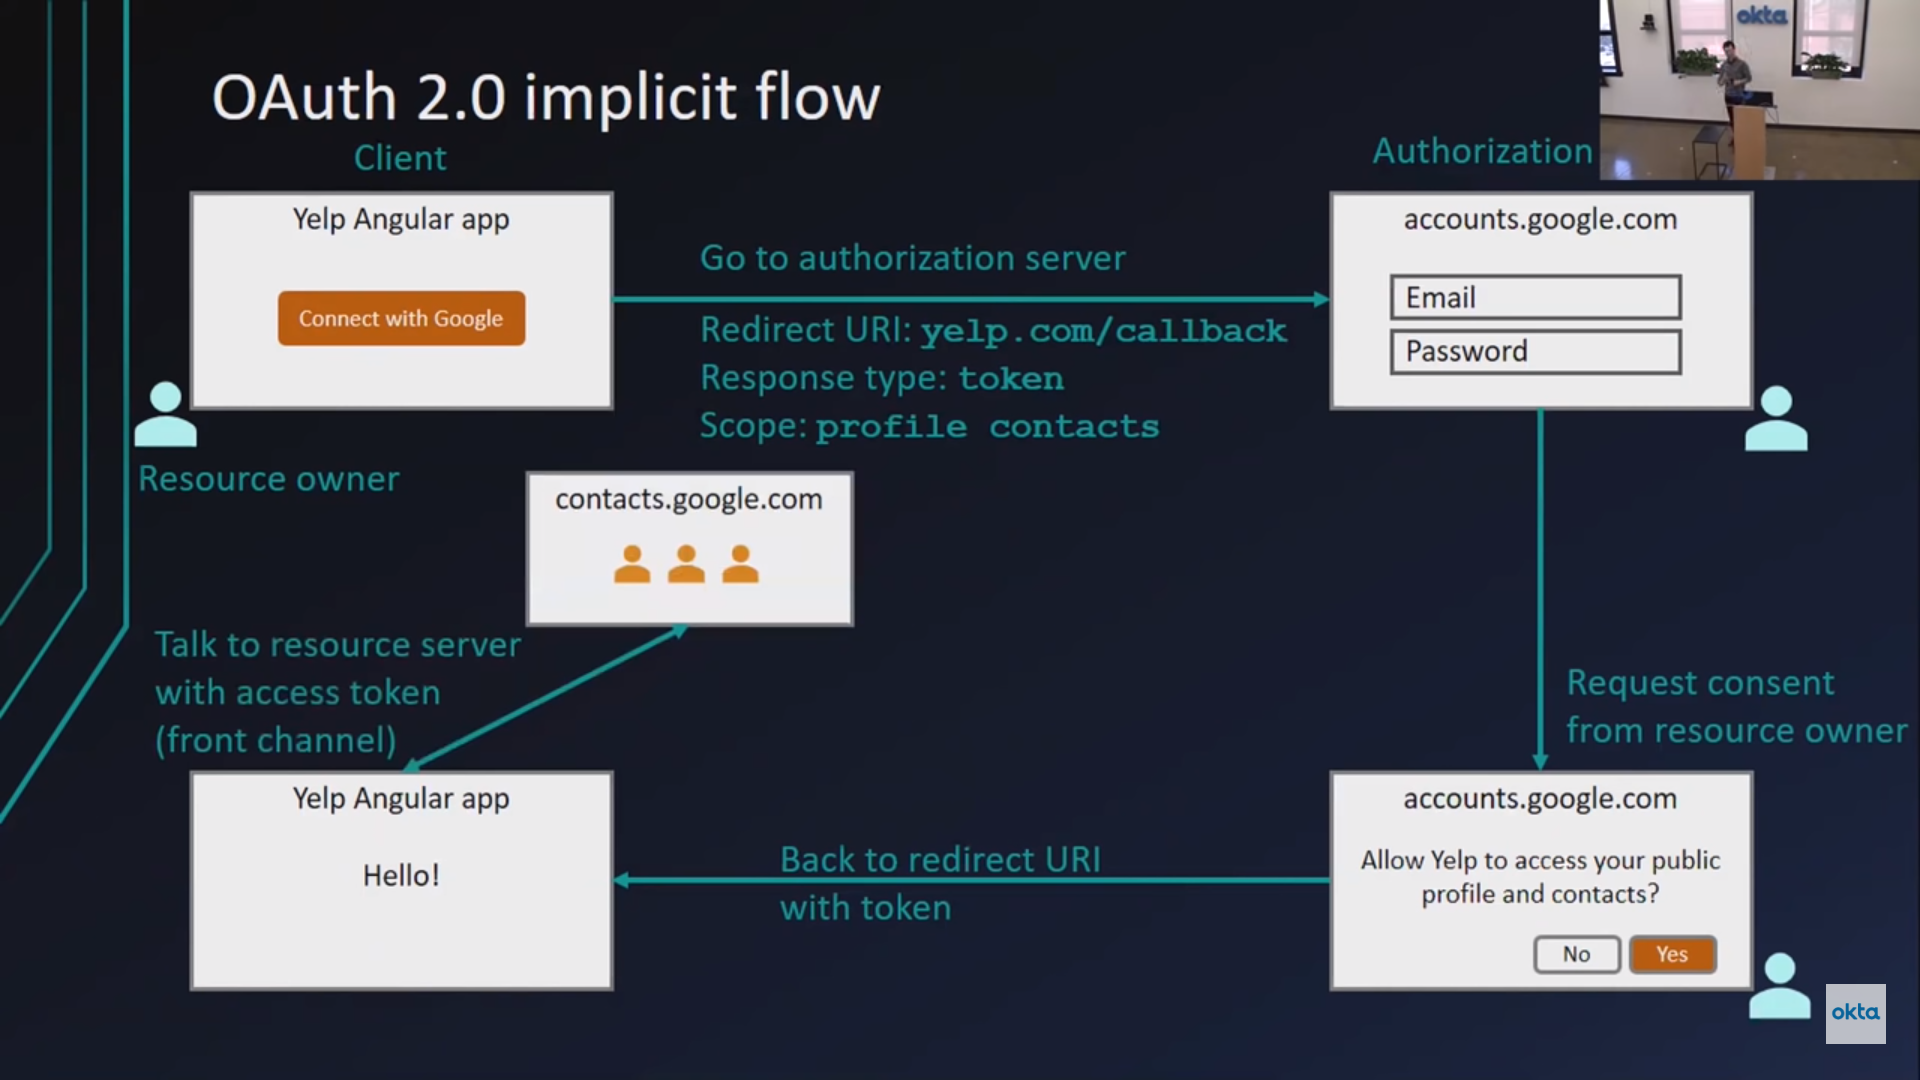 OAuth 2.0 implicit flow
Client
Authorization
okta
Yelp Angular app
Connect with Google
Go to authorization server
Redirect URI: yelp.com/callback
Response type: token
Scope: profile contacts
accounts.google.com
Email
Password
Resource owner
contacts.google.com
Talk to resource server
with access token
(front channel)
Request consent
from resource owner
Yelp Angular app
Hello!
Back to redirect URI
with token
accounts.google.com
Allow Yelp to access your public
profile and contacts?
No
Yes
okta